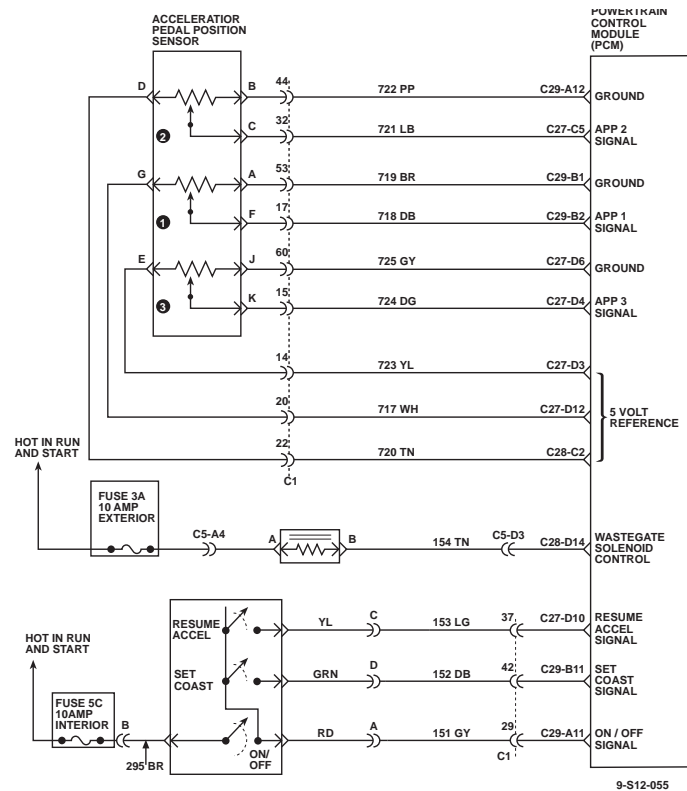 ACCELERATIOR
PEDAL POSITION
SENSOR
POWERTRAIN
CONTROL
MODULE
(PCM)
D B 44 722 PP C29-A12 GROUND
C 32 721 LB C27-C5 APP 2
SIGNAL
2
G A 53 719 BR C29-B1 GROUND
F 17 718 DB C29-B2 APP 1
SIGNAL
1
E J 60 725 GY C27-D6 GROUND
K 15 724 DG C27-D4 APP 3
SIGNAL
3
14 723 YL C27-D3
20 717 WH C27-D12
5 VOLT
REFERENCE
22 720 TN C28-C2
C1
HOT IN RUN
AND START
FUSE 3A
10 AMP
EXTERIOR
C5-A4 A B 154 TN C5-D3 C28-D14
WASTEGATE
SOLENOID
CONTROL
RESUME
ACCEL
YL C 153 LG 37 C27-D10
RESUME
ACCEL
SIGNAL
HOT IN RUN
AND START
SET
COAST
GRN D 152 DB 42 C29-B11
SET
COAST
SIGNAL
FUSE 5C
10AMP
INTERIOR
B
295 BR
ON/
OFF
RD A 151 GY 29 C29-A11
ON / OFF
SIGNAL
C1
9-S12-055